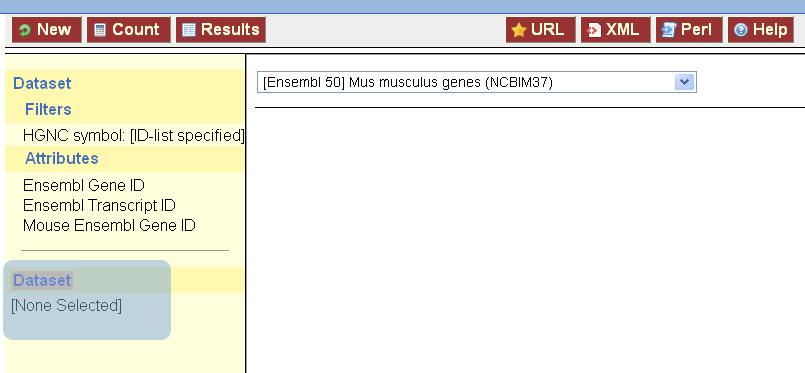 New Count Results URL XML Perl Help
Dataset
[Ensembl 50] Mus musculus genes (NCBIM37)
Filters
HGNC symbol: [ID-list specified]
Attributes
Ensembl Gene ID
Ensembl Transcript ID
Mouse Ensembl Gene ID
Dataset
[None Selected]